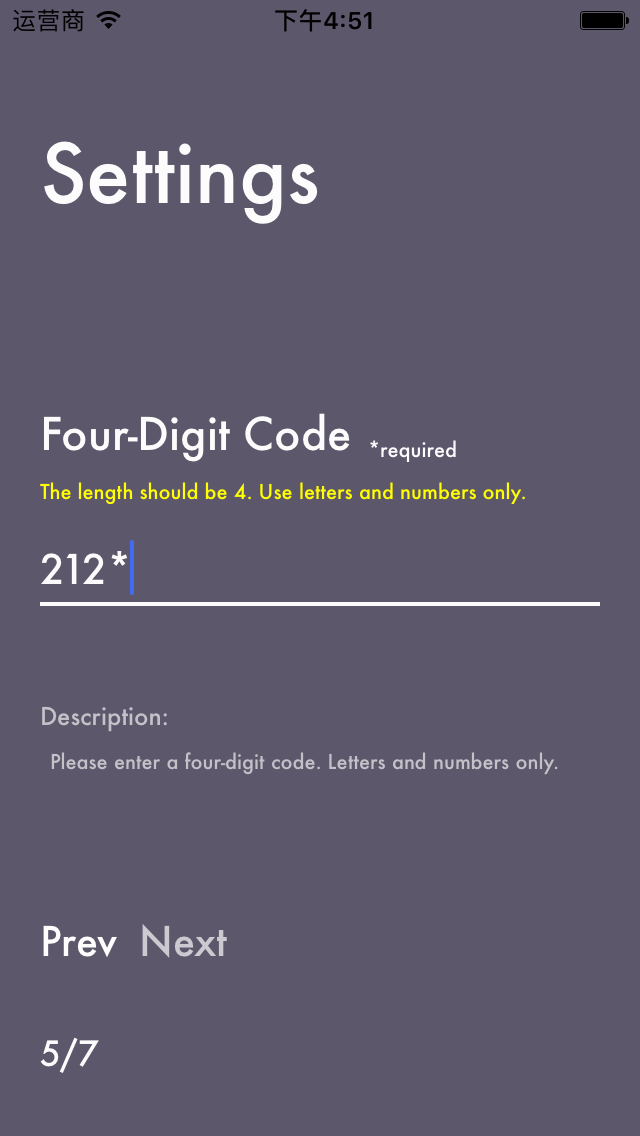 运营商 下午4:51
Settings
Four-Digit Code *required
The length should be 4. Use letters and numbers only.
212*
Description:
Please enter a four-digit code. Letters and numbers only.
Prev Next
5/7